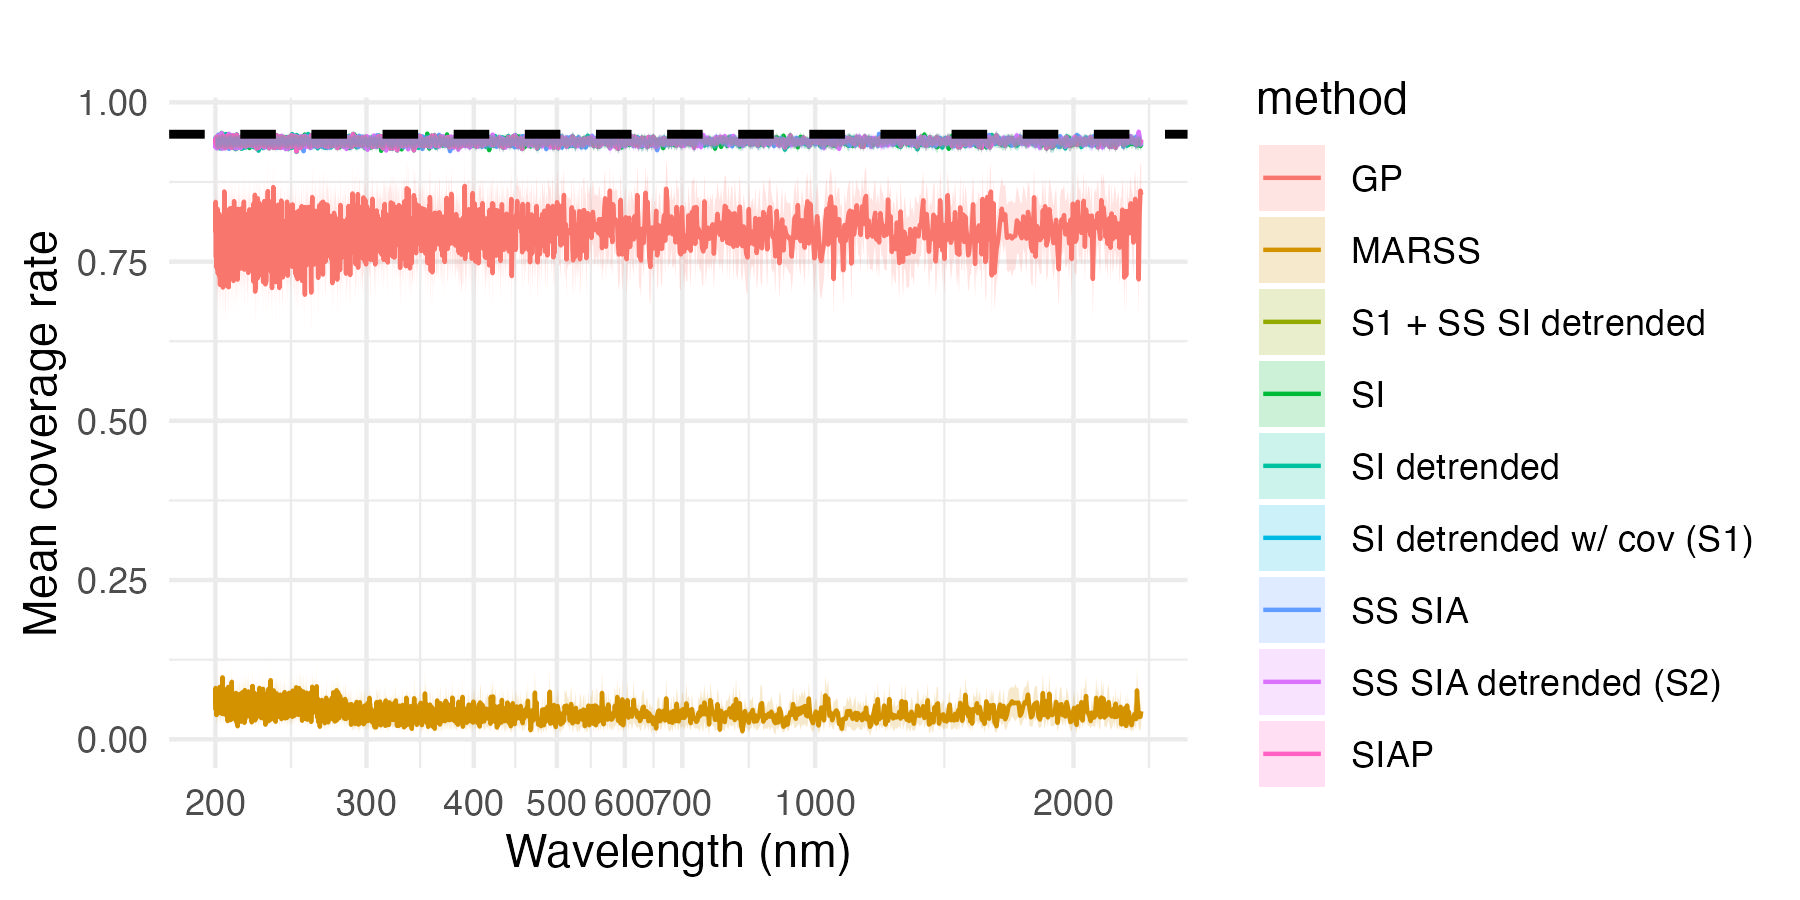 1.00
0.75
0.50
0.25
0.00
Mean coverage rate
200 300 400 500 600 700 1000 2000
Wavelength (nm)
method
GP
MARSS
S1 + SS SI detrended
SI
SI detrended
SI detrended w/ cov (S1)
SS SIA
SS SIA detrended (S2)
SIAP